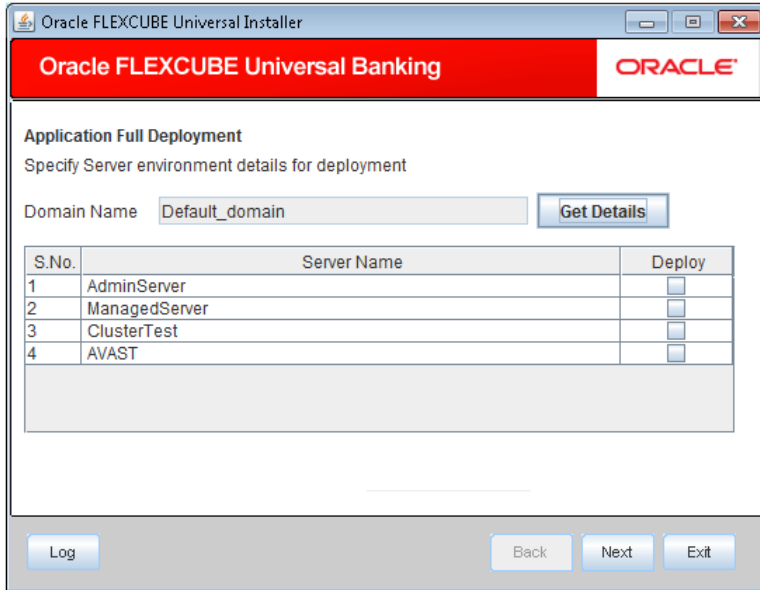 Oracle FLEXCUBE Universal Installer
Oracle FLEXCUBE Universal Banking ORACLE
Application Full Deployment
Specify Server environment details for deployment
Domain Name Default_domain Get Details
S.No. Server Name Deploy
1 AdminServer
2 ManagedServer
3 ClusterTest
4 AVAST
Log Back Next Exit